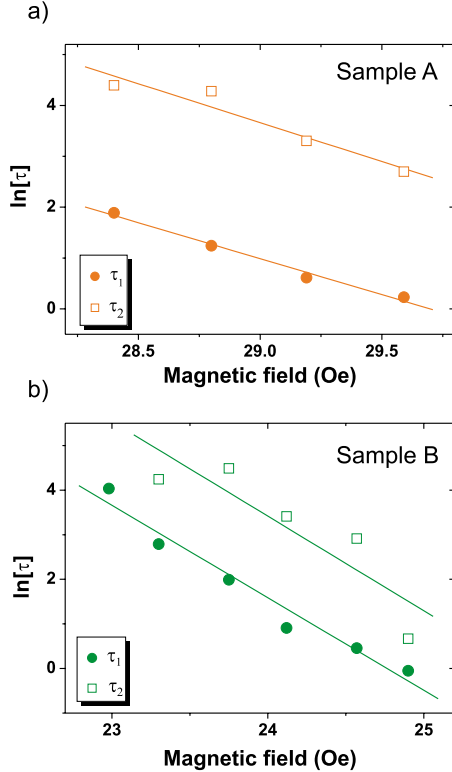 a)
Sample A
4
2
0
ln[τ]
τ1
τ2
28.5 29.0 29.5
Magnetic field (Oe)
b)
Sample B
4
2
0
ln[τ]
τ1
τ2
23 24 25
Magnetic field (Oe)